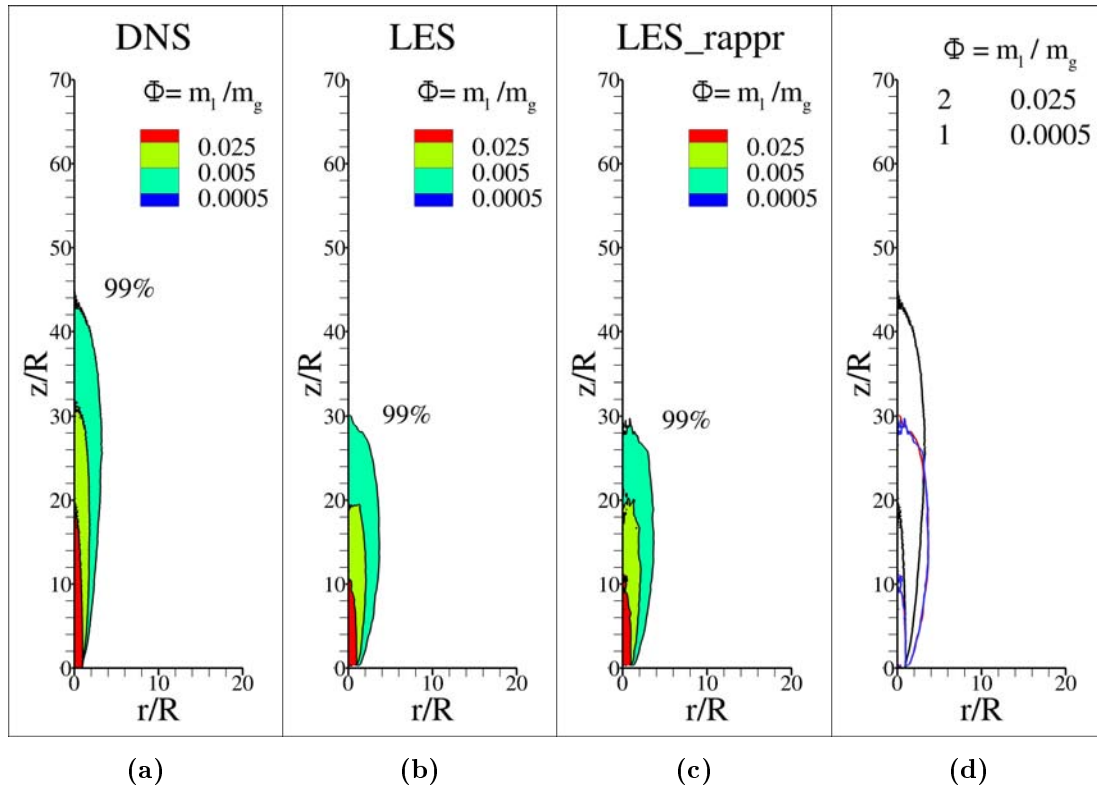 DNS
Φ= m_l /m_g
0.025
0.005
0.0005
99%
70
60
50
40
30
20
10
0
z/R
0 10 20
r/R
(a)
LES
Φ= m_l /m_g
0.025
0.005
0.0005
99%
70
60
50
40
30
20
10
0
z/R
0 10 20
r/R
(b)
LES_rappr
Φ= m_l /m_g
0.025
0.005
0.0005
99%
70
60
50
40
30
20
10
0
z/R
0 10 20
r/R
(c)
Φ = m_l / m_g
2 0.025
1 0.0005
70
60
50
40
30
20
10
0
z/R
0 10 20
r/R
(d)